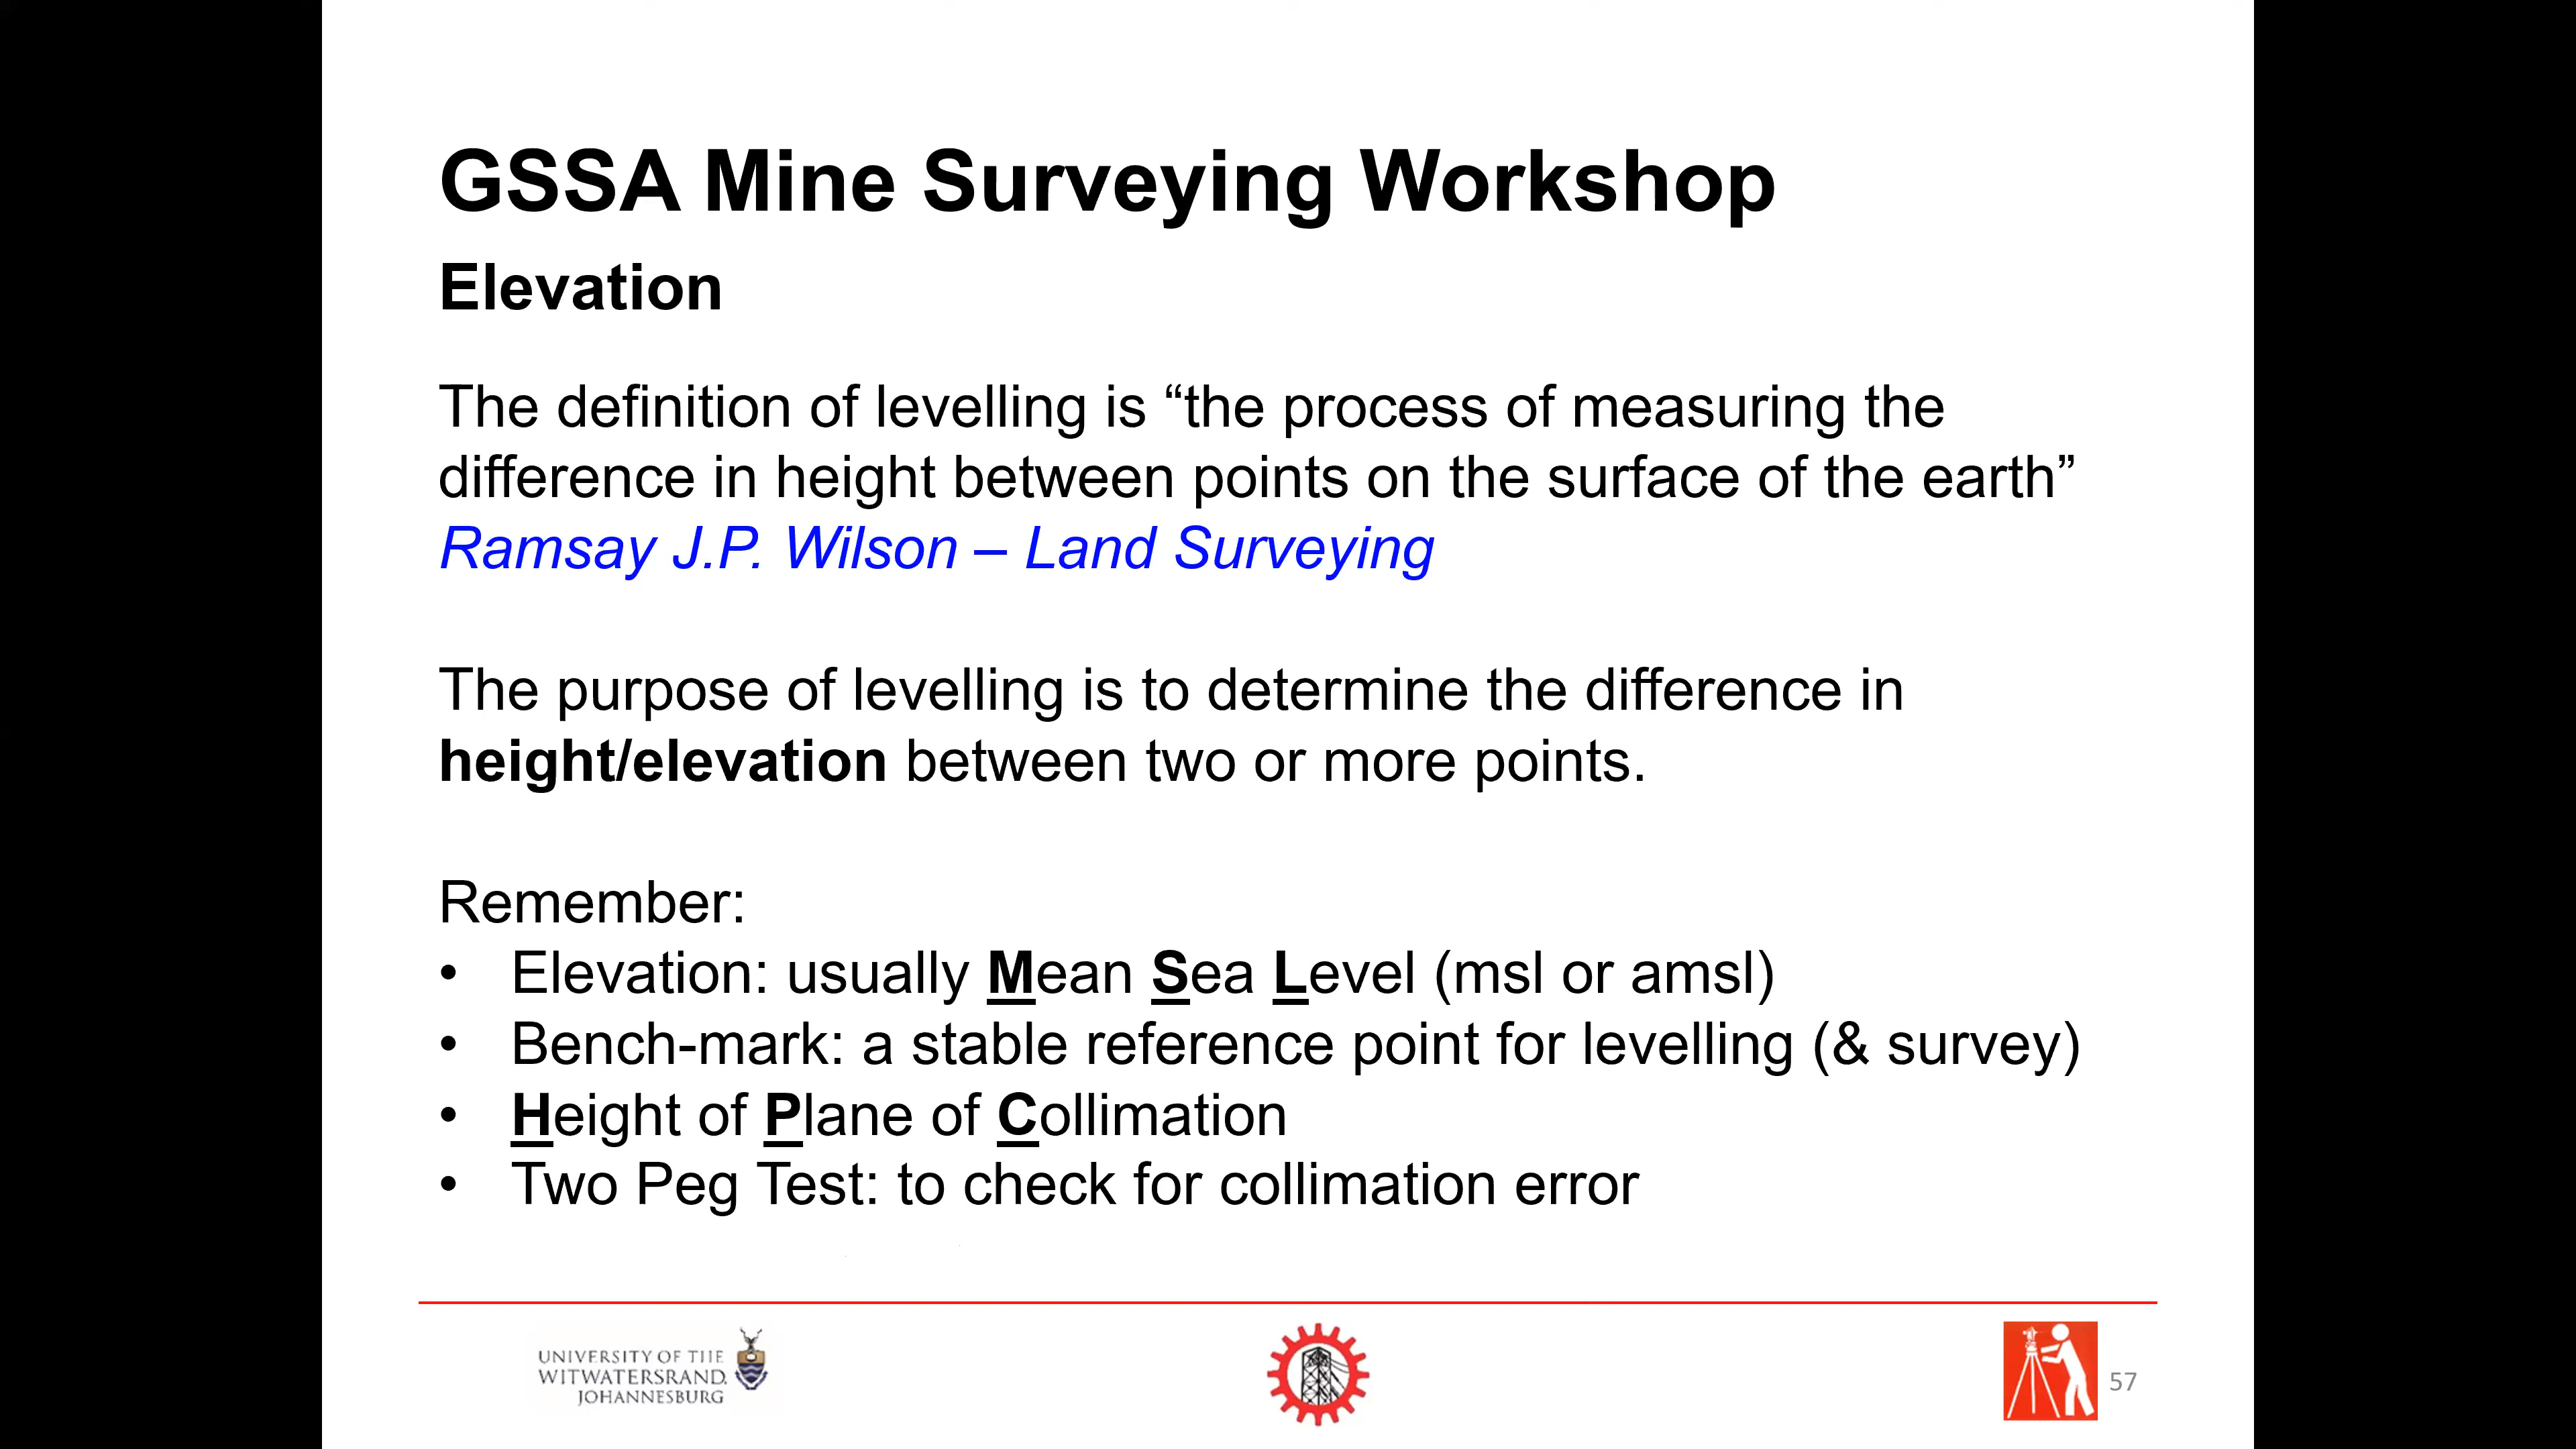 GSSA Mine Surveying Workshop
Elevation
The definition of levelling is “the process of measuring the
difference in height between points on the surface of the earth”
Ramsay J.P. Wilson – Land Surveying
The purpose of levelling is to determine the difference in
height/elevation between two or more points.
Remember:
• Elevation: usually Mean Sea Level (msl or amsl)
• Bench-mark: a stable reference point for levelling (& survey)
• Height of Plane of Collimation
• Two Peg Test: to check for collimation error
UNIVERSITY OF THE
WITWATERSRAND,
JOHANNESBURG
57